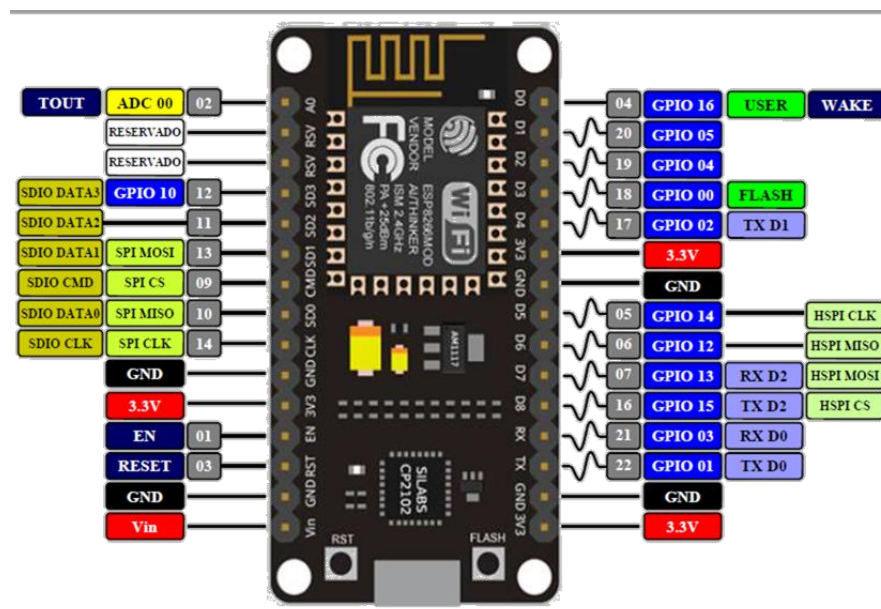 TOUT ADC 00 02 A0
RESERVADO RSV
RESERVADO RSV
SDIO DATA3 GPIO 10 12 SD3
SDIO DATA2 11 SD2
SDIO DATA1 SPI MOSI 13 SD1
SDIO CMD SPI CS 09 CMD
SDIO DATA0 SPI MISO 10 SD0
SDIO CLK SPI CLK 14 CLK
GND GND
3.3V 3V3
EN 01 EN
RESET 03 RST
GND GND
Vin Vin
MODEL
VENDOR
ESP8266MOD
AI/THINKER
ISM 2.4GHz
PA +25dBm
802.11b/g/n
FC
Wi Fi
AM1117
SiLABS
CP2102
RST
FLASH
D0 04 GPIO 16 USER WAKE
D1 20 GPIO 05
D2 19 GPIO 04
D3 18 GPIO 00 FLASH
D4 17 GPIO 02 TX D1
3V3 3.3V
GND GND
D5 05 GPIO 14 HSPI CLK
D6 06 GPIO 12 HSPI MISO
D7 07 GPIO 13 RX D2 HSPI MOSI
D8 16 GPIO 15 TX D2 HSPI CS
RX 21 GPIO 03 RX D0
TX 22 GPIO 01 TX D0
GND GND
3V3 3.3V